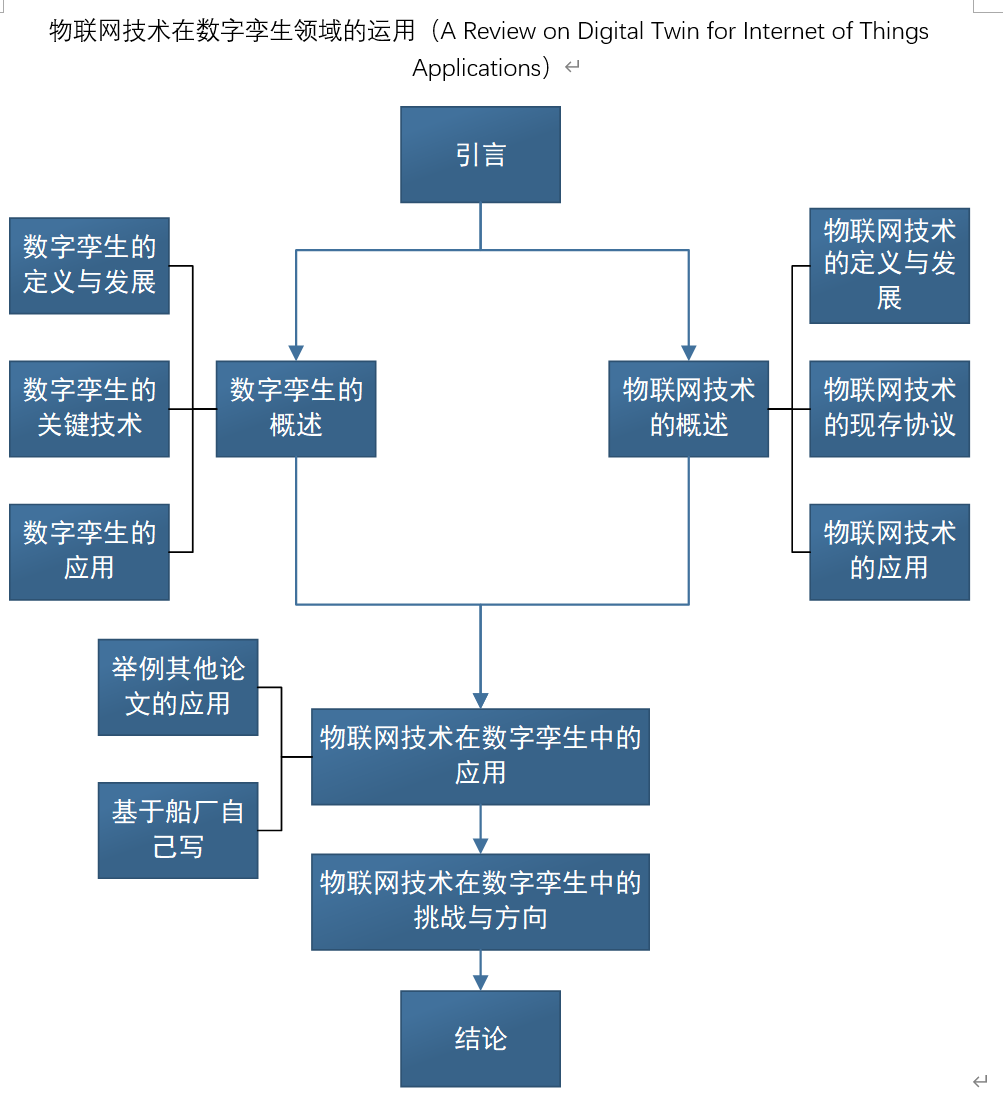 物联网技术在数字孪生领域的运用（A Review on Digital Twin for Internet of Things
Applications）
引言
数字孪生的
定义与发展
物联网技术
的定义与发
展
数字孪生的
关键技术
数字孪生的
概述
物联网技术
的概述
物联网技术
的现存协议
数字孪生的
应用
物联网技术
的应用
举例其他论
文的应用
物联网技术在数字孪生中的
应用
基于船厂自
己写
物联网技术在数字孪生中的
挑战与方向
结论